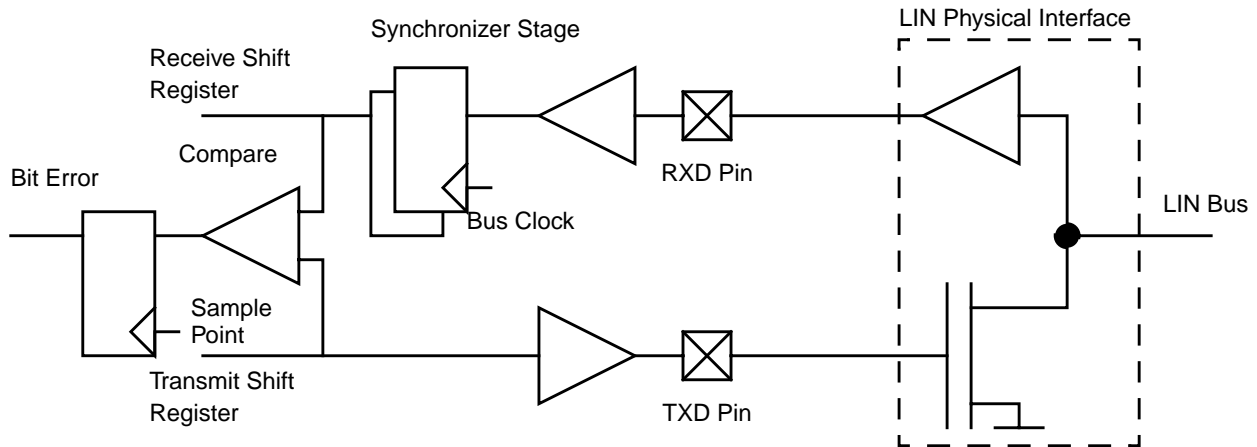 LIN Physical Interface
Synchronizer Stage
Receive Shift
Register
Compare
RXD Pin
Bit Error
Bus Clock
LIN Bus
Sample
Point
Transmit Shift
Register
TXD Pin